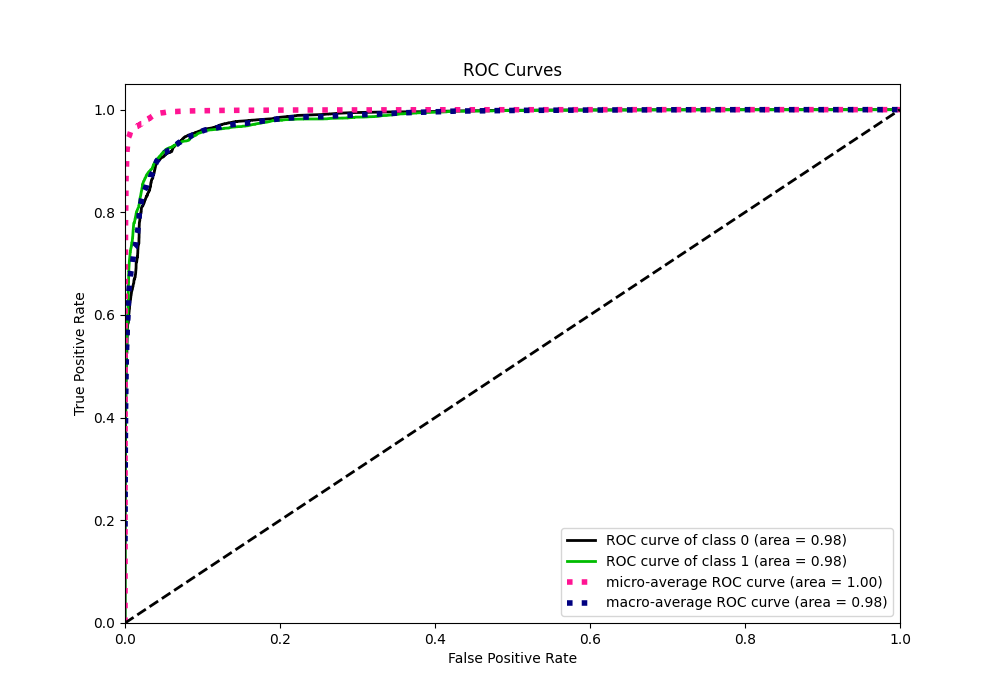 ROC Curves
True Positive Rate
1.0
0.8
0.6
0.4
0.2
0.0
0.0 0.2 0.4 0.6 0.8 1.0
False Positive Rate
ROC curve of class 0 (area = 0.98)
ROC curve of class 1 (area = 0.98)
micro-average ROC curve (area = 1.00)
macro-average ROC curve (area = 0.98)